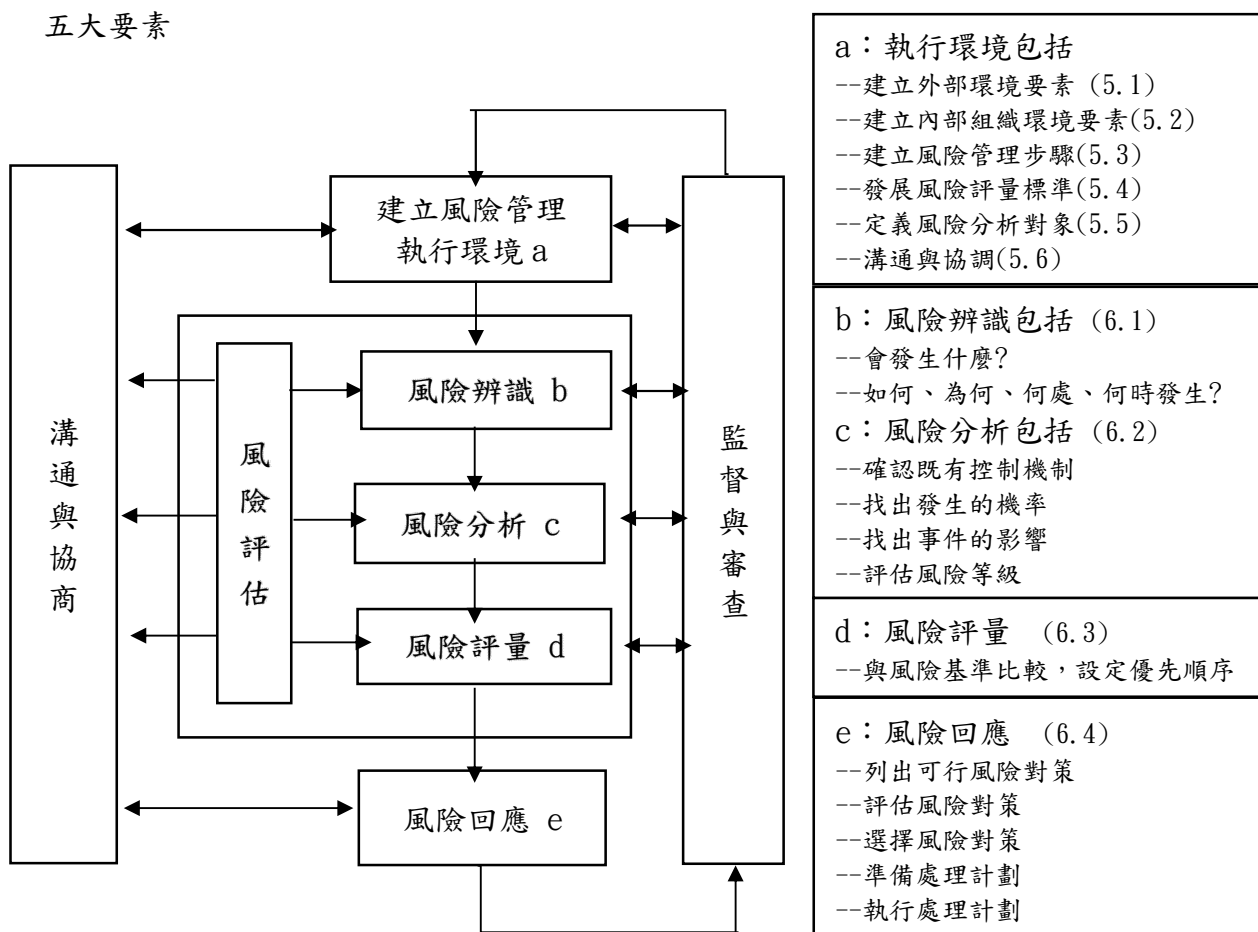 五大要素
建立風險管理
執行環境 a
風險辨識 b
風險分析 c
風險評量 d
風險回應 e
溝通與協商
風險評估
監督與審查
a：執行環境包括
--建立外部環境要素 (5.1)
--建立內部組織環境要素(5.2)
--建立風險管理步驟(5.3)
--發展風險評量標準(5.4)
--定義風險分析對象(5.5)
--溝通與協調(5.6)
b：風險辨識包括 (6.1)
--會發生什麼?
--如何、為何、何處、何時發生?
c：風險分析包括 (6.2)
--確認既有控制機制
--找出發生的機率
--找出事件的影響
--評估風險等級
d：風險評量 (6.3)
--與風險基準比較，設定優先順序
e：風險回應 (6.4)
--列出可行風險對策
--評估風險對策
--選擇風險對策
--準備處理計劃
--執行處理計劃